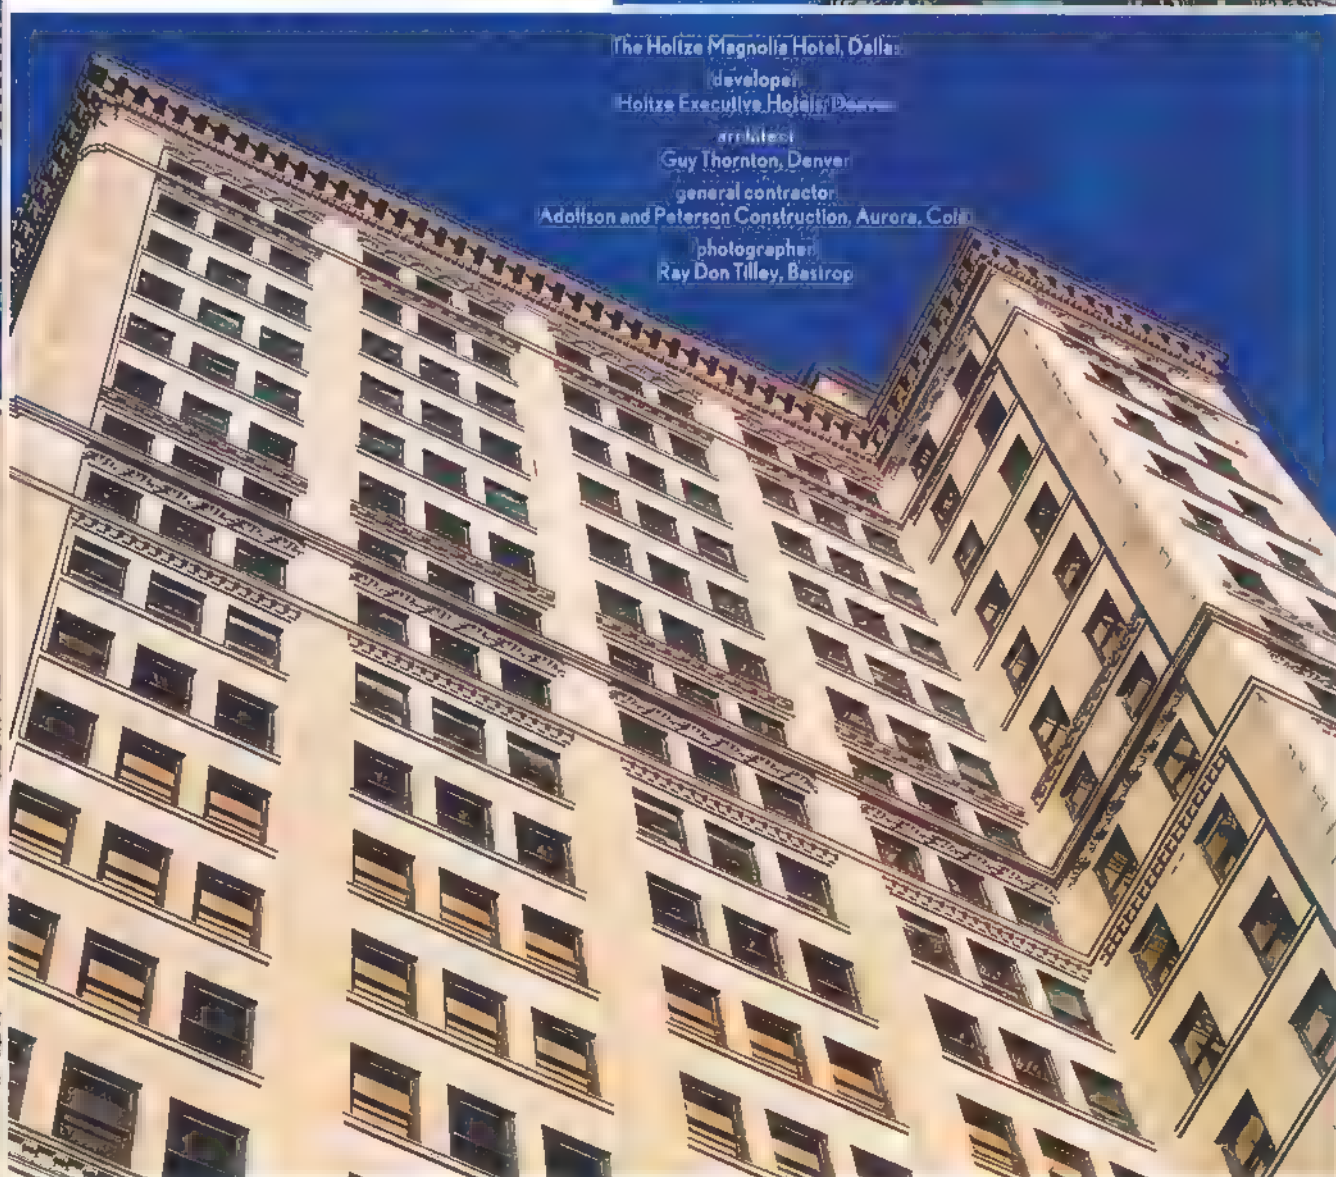 The Holtze Magnolia Hotel, Dallas
developer
Holtze Executive Hotels, Denver
architect
Guy Thornton, Denver
general contractor
Adolfson and Peterson Construction, Aurora, Colo.
photographer
Ray Don Tilley, Bastrop